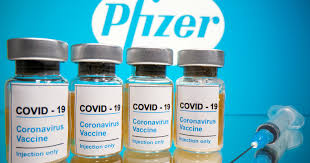 Pfizer
COVID - 19
Coronavirus
Vaccine
Injection only
COVID - 19
Coronavirus
Vaccine
Injection only
COVID - 19
Coronavirus
Vaccine
Injection only
COVID - 19
Coronavirus
Vaccine
Injection only